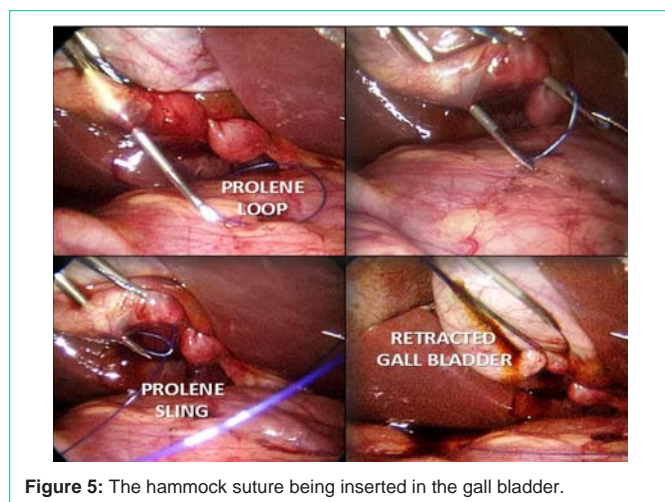 PROLENE
LOOP
PROLENE
SLING
RETRACTED
GALL BLADDER
Figure 5: The hammock suture being inserted in the gall bladder.